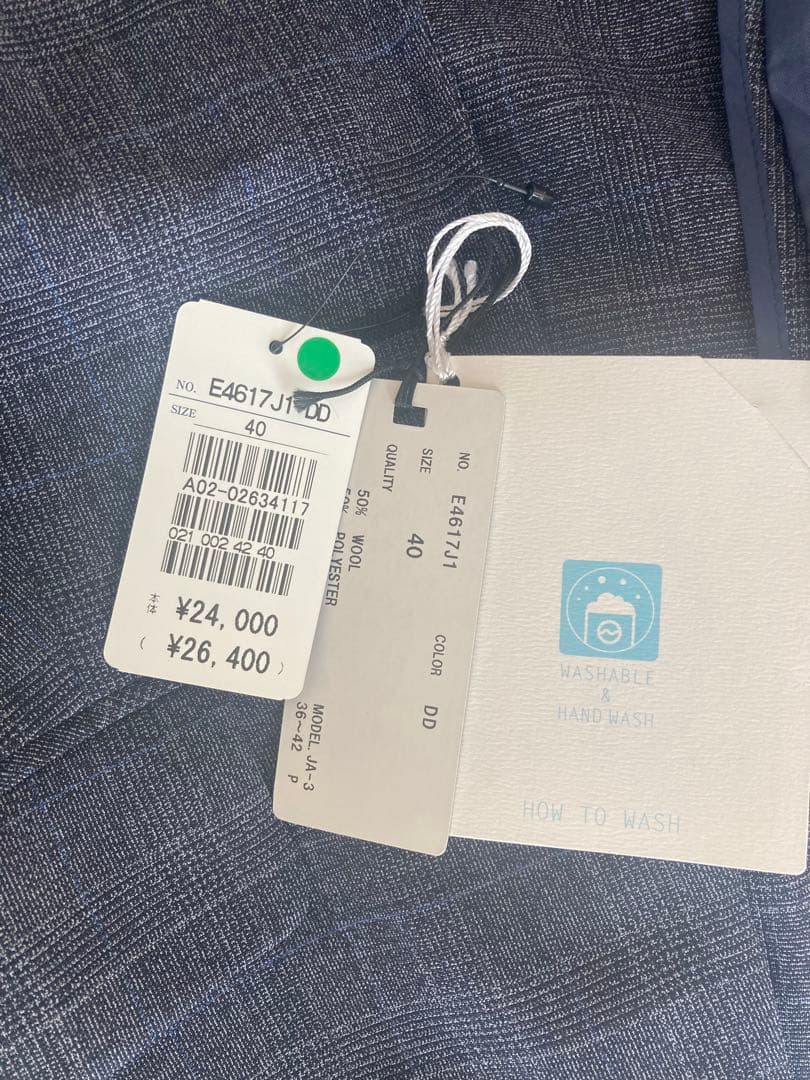 NO. E4617J1 DD
SIZE 40
A02-02634117
021 002 42 40
本体 ¥24,000
( ¥26,400 )
NO. E4617J1
SIZE 40 COLOR DD
QUALITY
50% WOOL
50% POLYESTER
MODEL. JA-3
36~42 P
WASHABLE
&
HAND WASH
HOW TO WASH